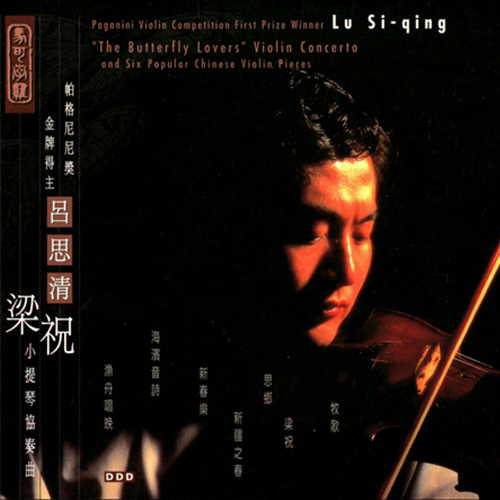 Paganini Violin Competition First Prize Winner Lu Si-qing
"The Butterfly Lovers" Violin Concerto
and Six Popular Chinese Violin Pieces
帕格尼尼獎
金牌得主
呂思清
梁祝
小提琴協奏曲
牧歌
梁祝
思鄉
新疆之春
新春樂
海濱音詩
漁舟唱晚
DDD